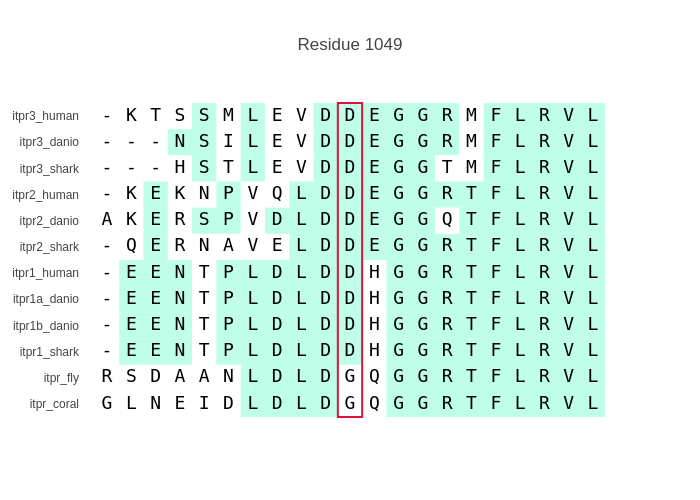 Residue 1049
itpr3_human - K T S S M L E V D D E G G R M F L R V L
itpr3_danio - - - N S I L E V D D E G G R M F L R V L
itpr3_shark - - - H S T L E V D D E G G T M F L R V L
itpr2_human - K E K N P V Q L D D E G G R T F L R V L
itpr2_danio A K E R S P V D L D D E G G Q T F L R V L
itpr2_shark - Q E R N A V E L D D E G G R T F L R V L
itpr1_human - E E N T P L D L D D H G G R T F L R V L
itpr1a_danio - E E N T P L D L D D H G G R T F L R V L
itpr1b_danio - E E N T P L D L D D H G G R T F L R V L
itpr1_shark - E E N T P L D L D D H G G R T F L R V L
itpr_fly R S D A A N L D L D G Q G G R T F L R V L
itpr_coral G L N E I D L D L D G Q G G R T F L R V L